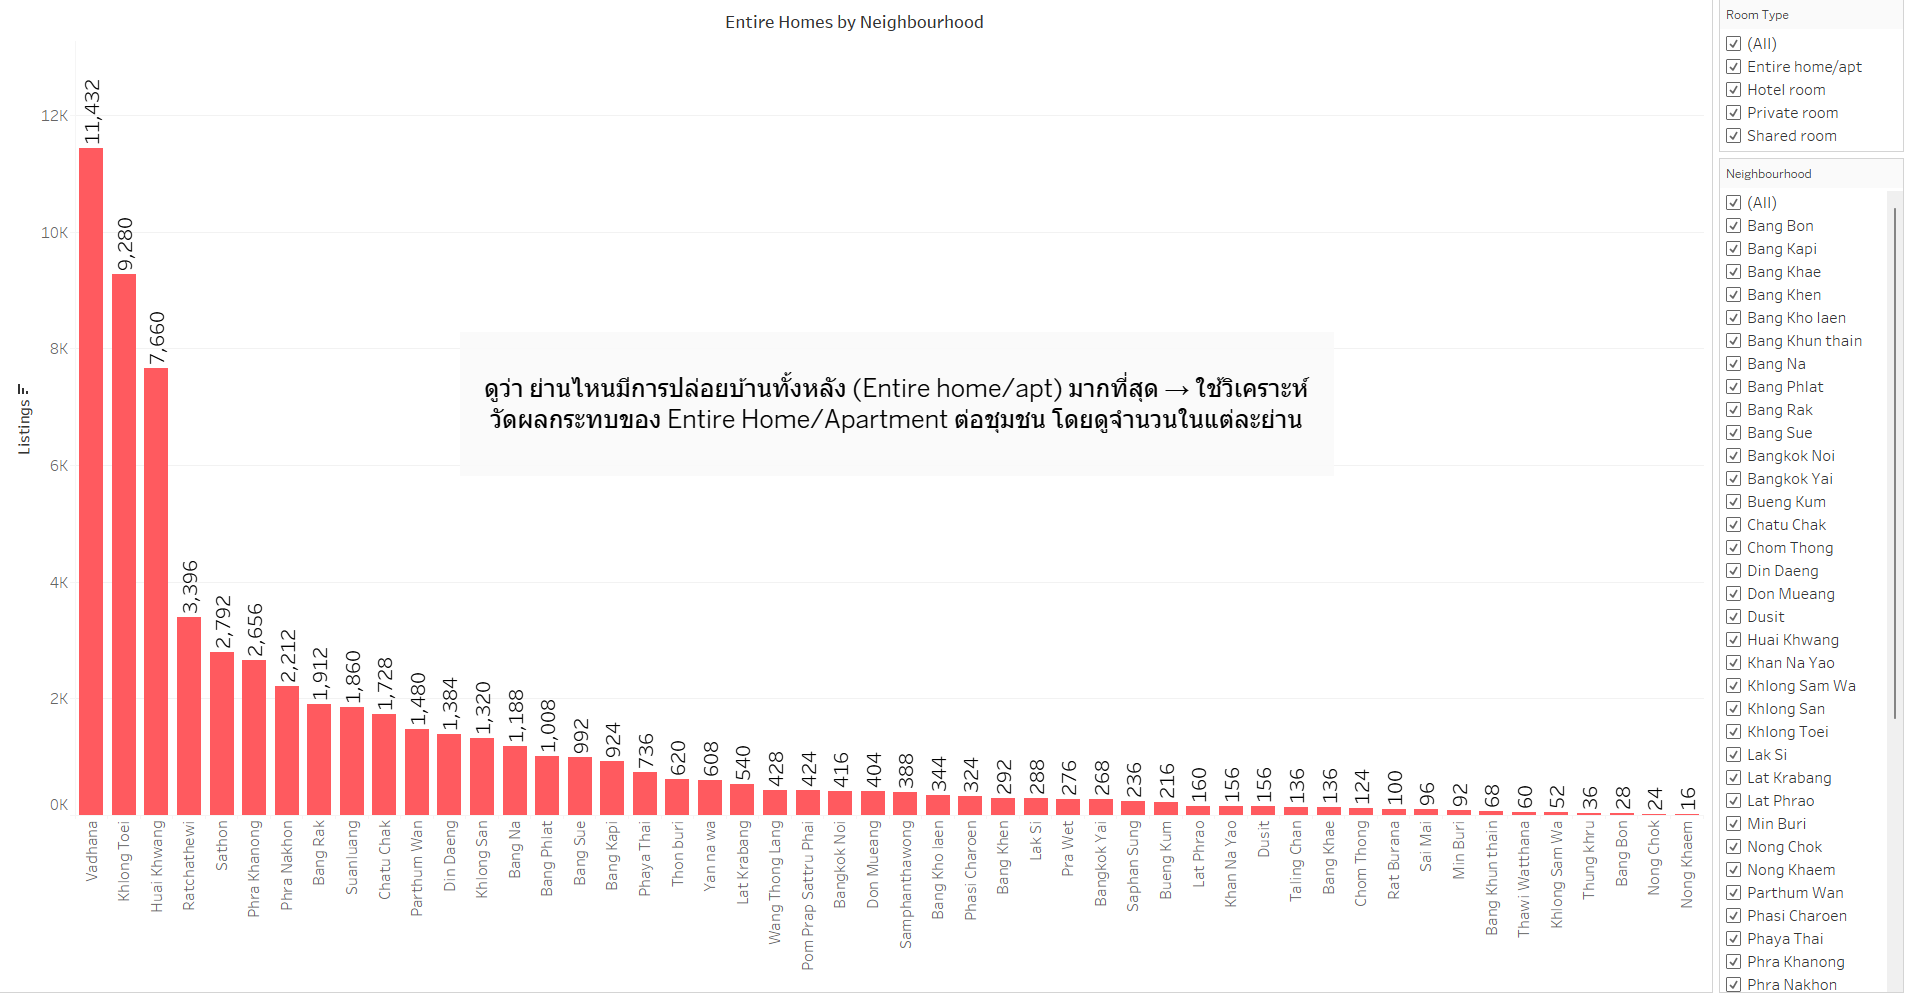 Entire Homes by Neighbourhood
Listings
12K
10K
8K
6K
4K
2K
0K
11,432
9,280
7,660
3,396
2,792
2,656
2,212
1,912
1,860
1,728
1,480
1,384
1,320
1,188
1,008
992
924
736
620
608
540
428
424
416
404
388
344
324
292
288
276
268
236
216
160
156
156
136
136
124
100
96
92
68
60
52
36
28
24
16
ดูว่า ย่านไหนมีการปล่อยบ้านทั้งหลัง (Entire home/apt) มากที่สุด → ใช้วิเคราะห์
วัดผลกระทบของ Entire Home/Apartment ต่อชุมชน โดยดูจำนวนในแต่ละย่าน
Vadhana
Khlong Toei
Huai Khwang
Ratchathewi
Sathon
Phra Khanong
Phra Nakhon
Bang Rak
Suanluang
Chatu Chak
Parthum Wan
Din Daeng
Khlong San
Bang Na
Bang Phlat
Bang Sue
Bang Kapi
Phaya Thai
Thon buri
Yan na wa
Lat Krabang
Wang Thong Lang
Pom Prap Sattru Phai
Bangkok Noi
Don Mueang
Samphanthawong
Bang Kho laen
Phasi Charoen
Bang Khen
Lak Si
Pra Wet
Bangkok Yai
Saphan Sung
Bueng Kum
Lat Phrao
Khan Na Yao
Dusit
Taling Chan
Bang Khae
Chom Thong
Rat Burana
Sai Mai
Min Buri
Bang Khun thain
Thawi Watthana
Khlong Sam Wa
Thung khru
Bang Bon
Nong Chok
Nong Khaem
Room Type
(All)
Entire home/apt
Hotel room
Private room
Shared room
Neighbourhood
(All)
Bang Bon
Bang Kapi
Bang Khae
Bang Khen
Bang Kho laen
Bang Khun thain
Bang Na
Bang Phlat
Bang Rak
Bang Sue
Bangkok Noi
Bangkok Yai
Bueng Kum
Chatu Chak
Chom Thong
Din Daeng
Don Mueang
Dusit
Huai Khwang
Khan Na Yao
Khlong Sam Wa
Khlong San
Khlong Toei
Lak Si
Lat Krabang
Lat Phrao
Min Buri
Nong Chok
Nong Khaem
Parthum Wan
Phasi Charoen
Phaya Thai
Phra Khanong
Phra Nakhon